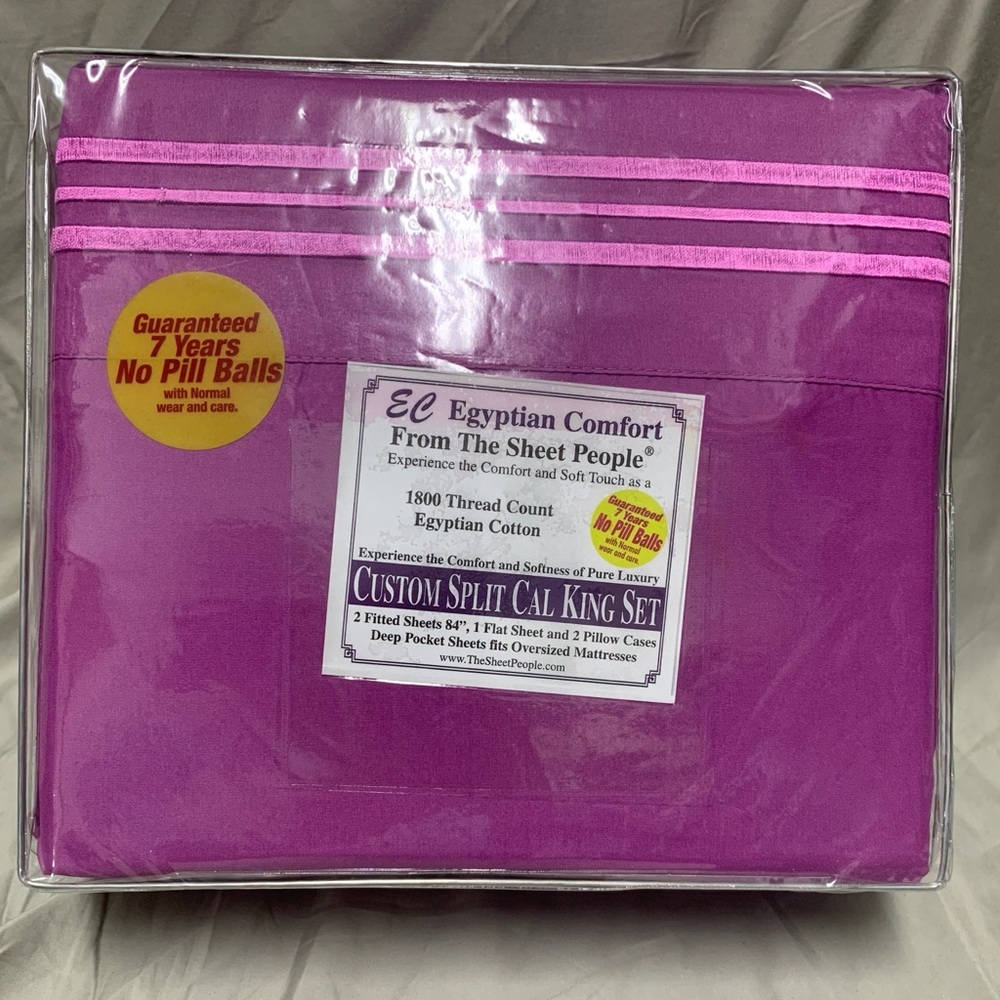 Guaranteed
7 Years
No Pill Balls
with Normal
wear and care.
EC Egyptian Comfort
From The Sheet People®
Experience the Comfort and Soft Touch as a
1800 Thread Count
Egyptian Cotton
Guaranteed
7 Years
No Pill Balls
with Normal
wear and care.
Experience the Comfort and Softness of Pure Luxury
CUSTOM SPLIT CAL KING SET
2 Fitted Sheets 84”, 1 Flat Sheet and 2 Pillow Cases
Deep Pocket Sheets fits Oversized Mattresses
www.TheSheetPeople.com